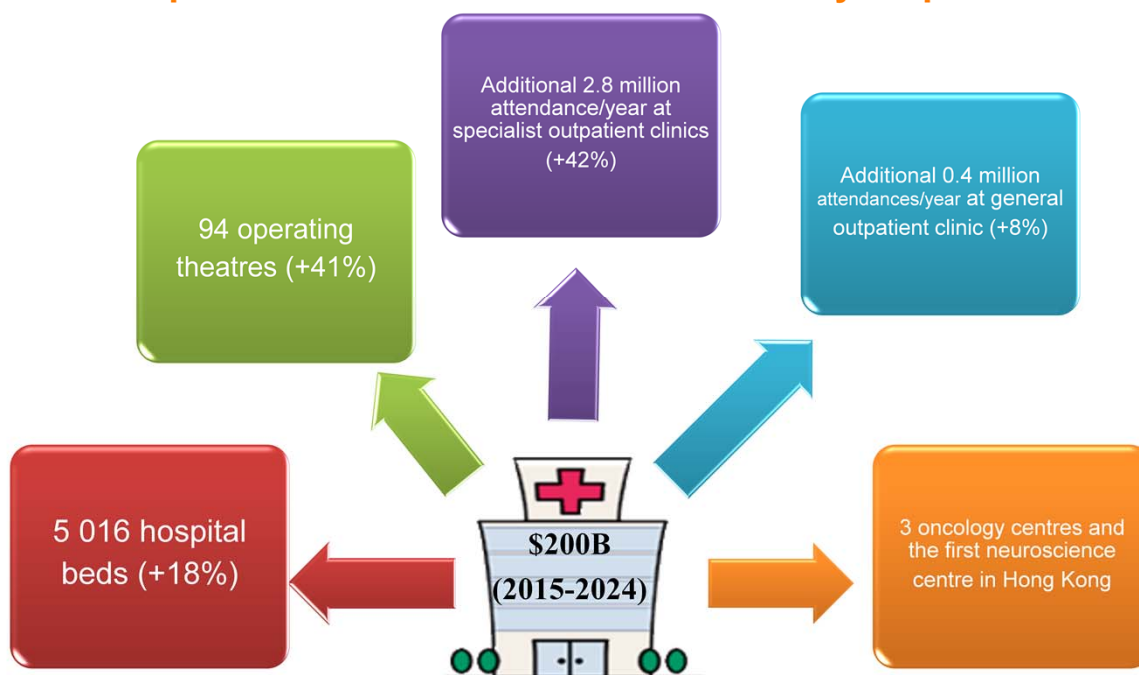 Additional 2.8 million
attendance/year at
specialist outpatient clinics
(+42%)
Additional 0.4 million
attendances/year at general
outpatient clinic (+8%)
94 operating
theatres (+41%)
5 016 hospital
beds (+18%)
$200B
(2015-2024)
3 oncology centres and
the first neuroscience
centre in Hong Kong